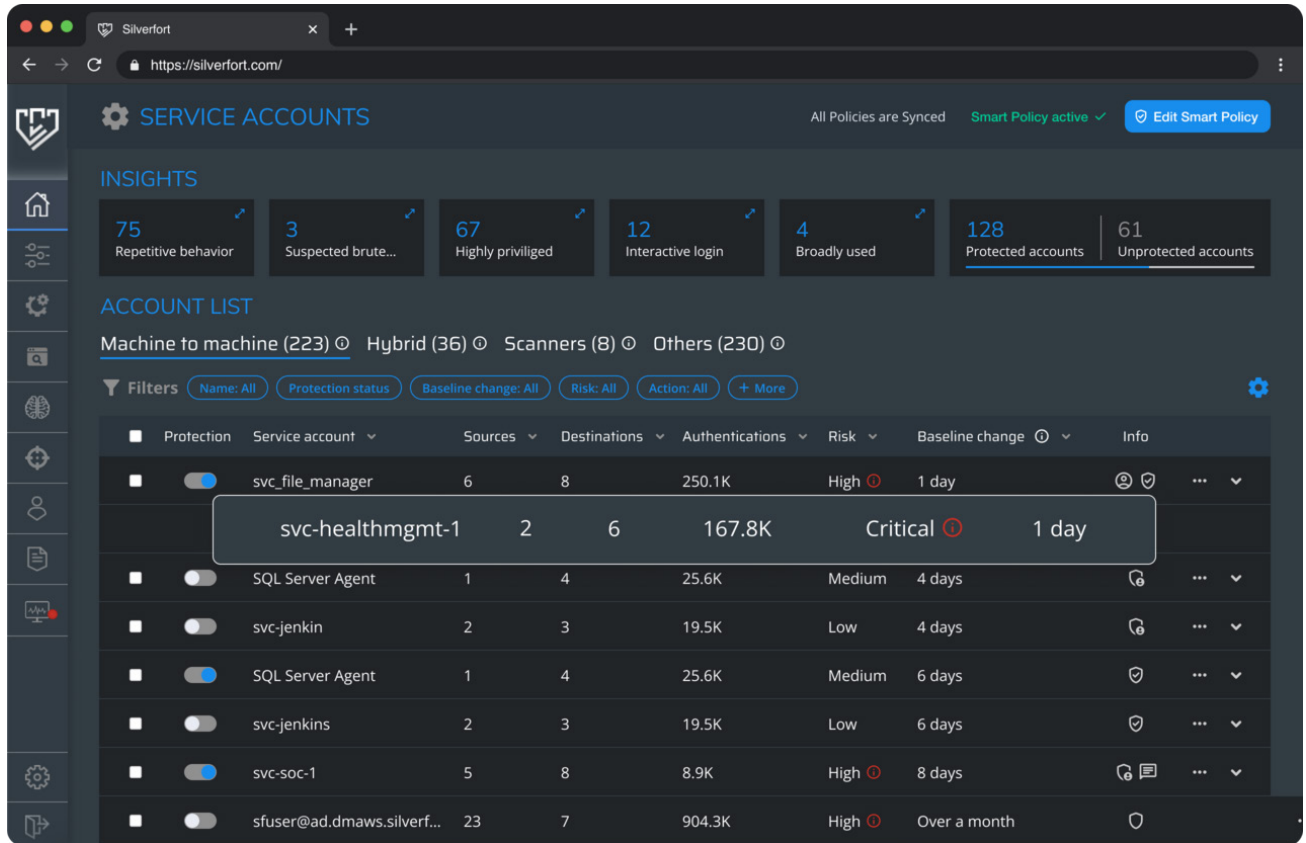 Silverfort
https://silverfort.com/
SERVICE ACCOUNTS
All Policies are Synced
Smart Policy active
Edit Smart Policy
INSIGHTS
75
Repetitive behavior
3
Suspected brute...
67
Highly priviliged
12
Interactive login
4
Broadly used
128
Protected accounts
61
Unprotected accounts
ACCOUNT LIST
Machine to machine (223) Hybrid (36) Scanners (8) Others (230)
Filters Name: All Protection status Baseline change: All Risk: All Action: All + More
Protection Service account Sources Destinations Authentications Risk Baseline change Info
svc_file_manager 6 8 250.1K High 1 day
svc-healthmgmt-1 2 6 167.8K Critical 1 day
SQL Server Agent 1 4 25.6K Medium 4 days
svc-jenkin 2 3 19.5K Low 4 days
SQL Server Agent 1 4 25.6K Medium 6 days
svc-jenkins 2 3 19.5K Low 6 days
svc-soc-1 5 8 8.9K High 8 days
sfuser@ad.dmaws.silverf... 23 7 904.3K High Over a month